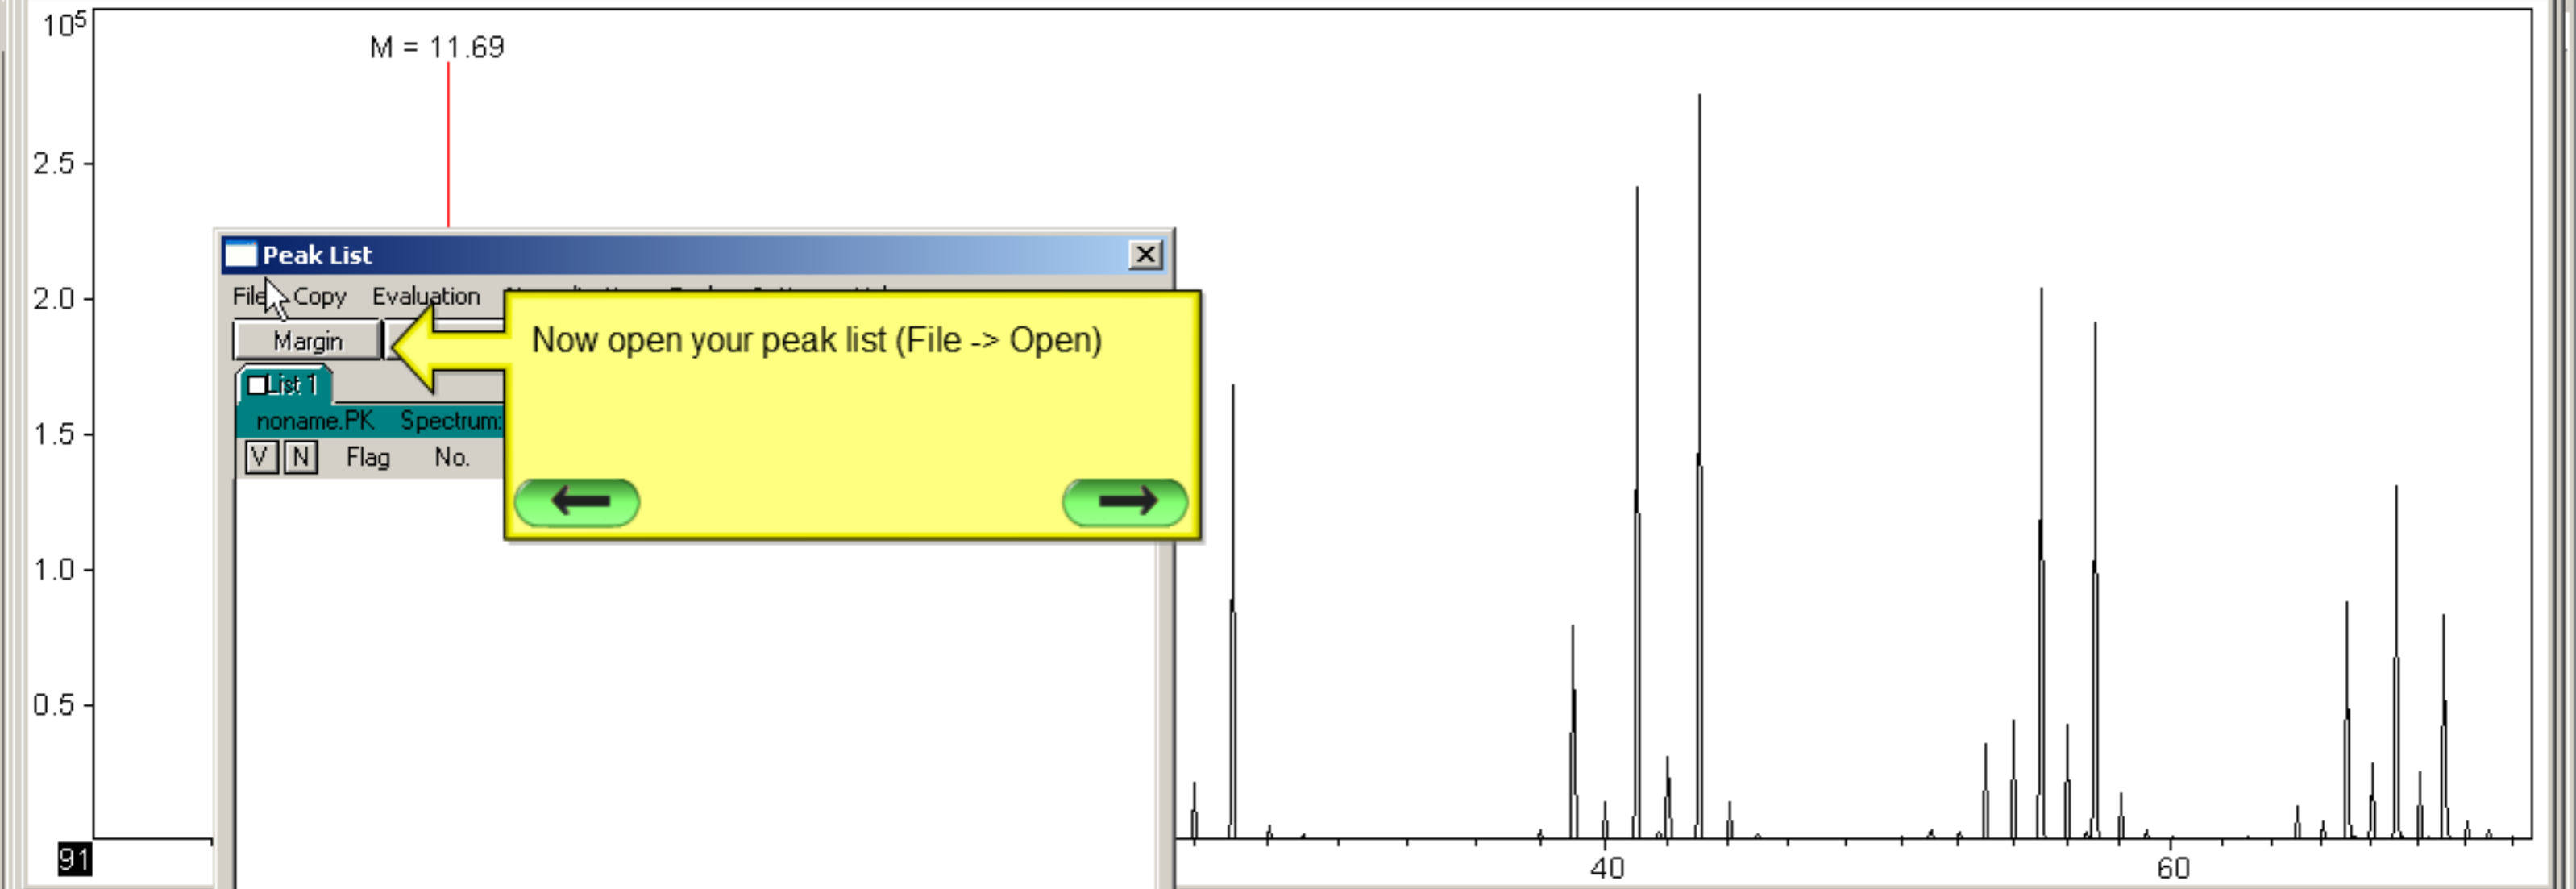 10⁵
M = 11.69
2.5
2.0
1.5
1.0
0.5
Peak List
File Copy Evaluation
Margin
List 1
noname.PK Spectrum:
V N Flag No.
Now open your peak list (File -> Open)
91
40
60